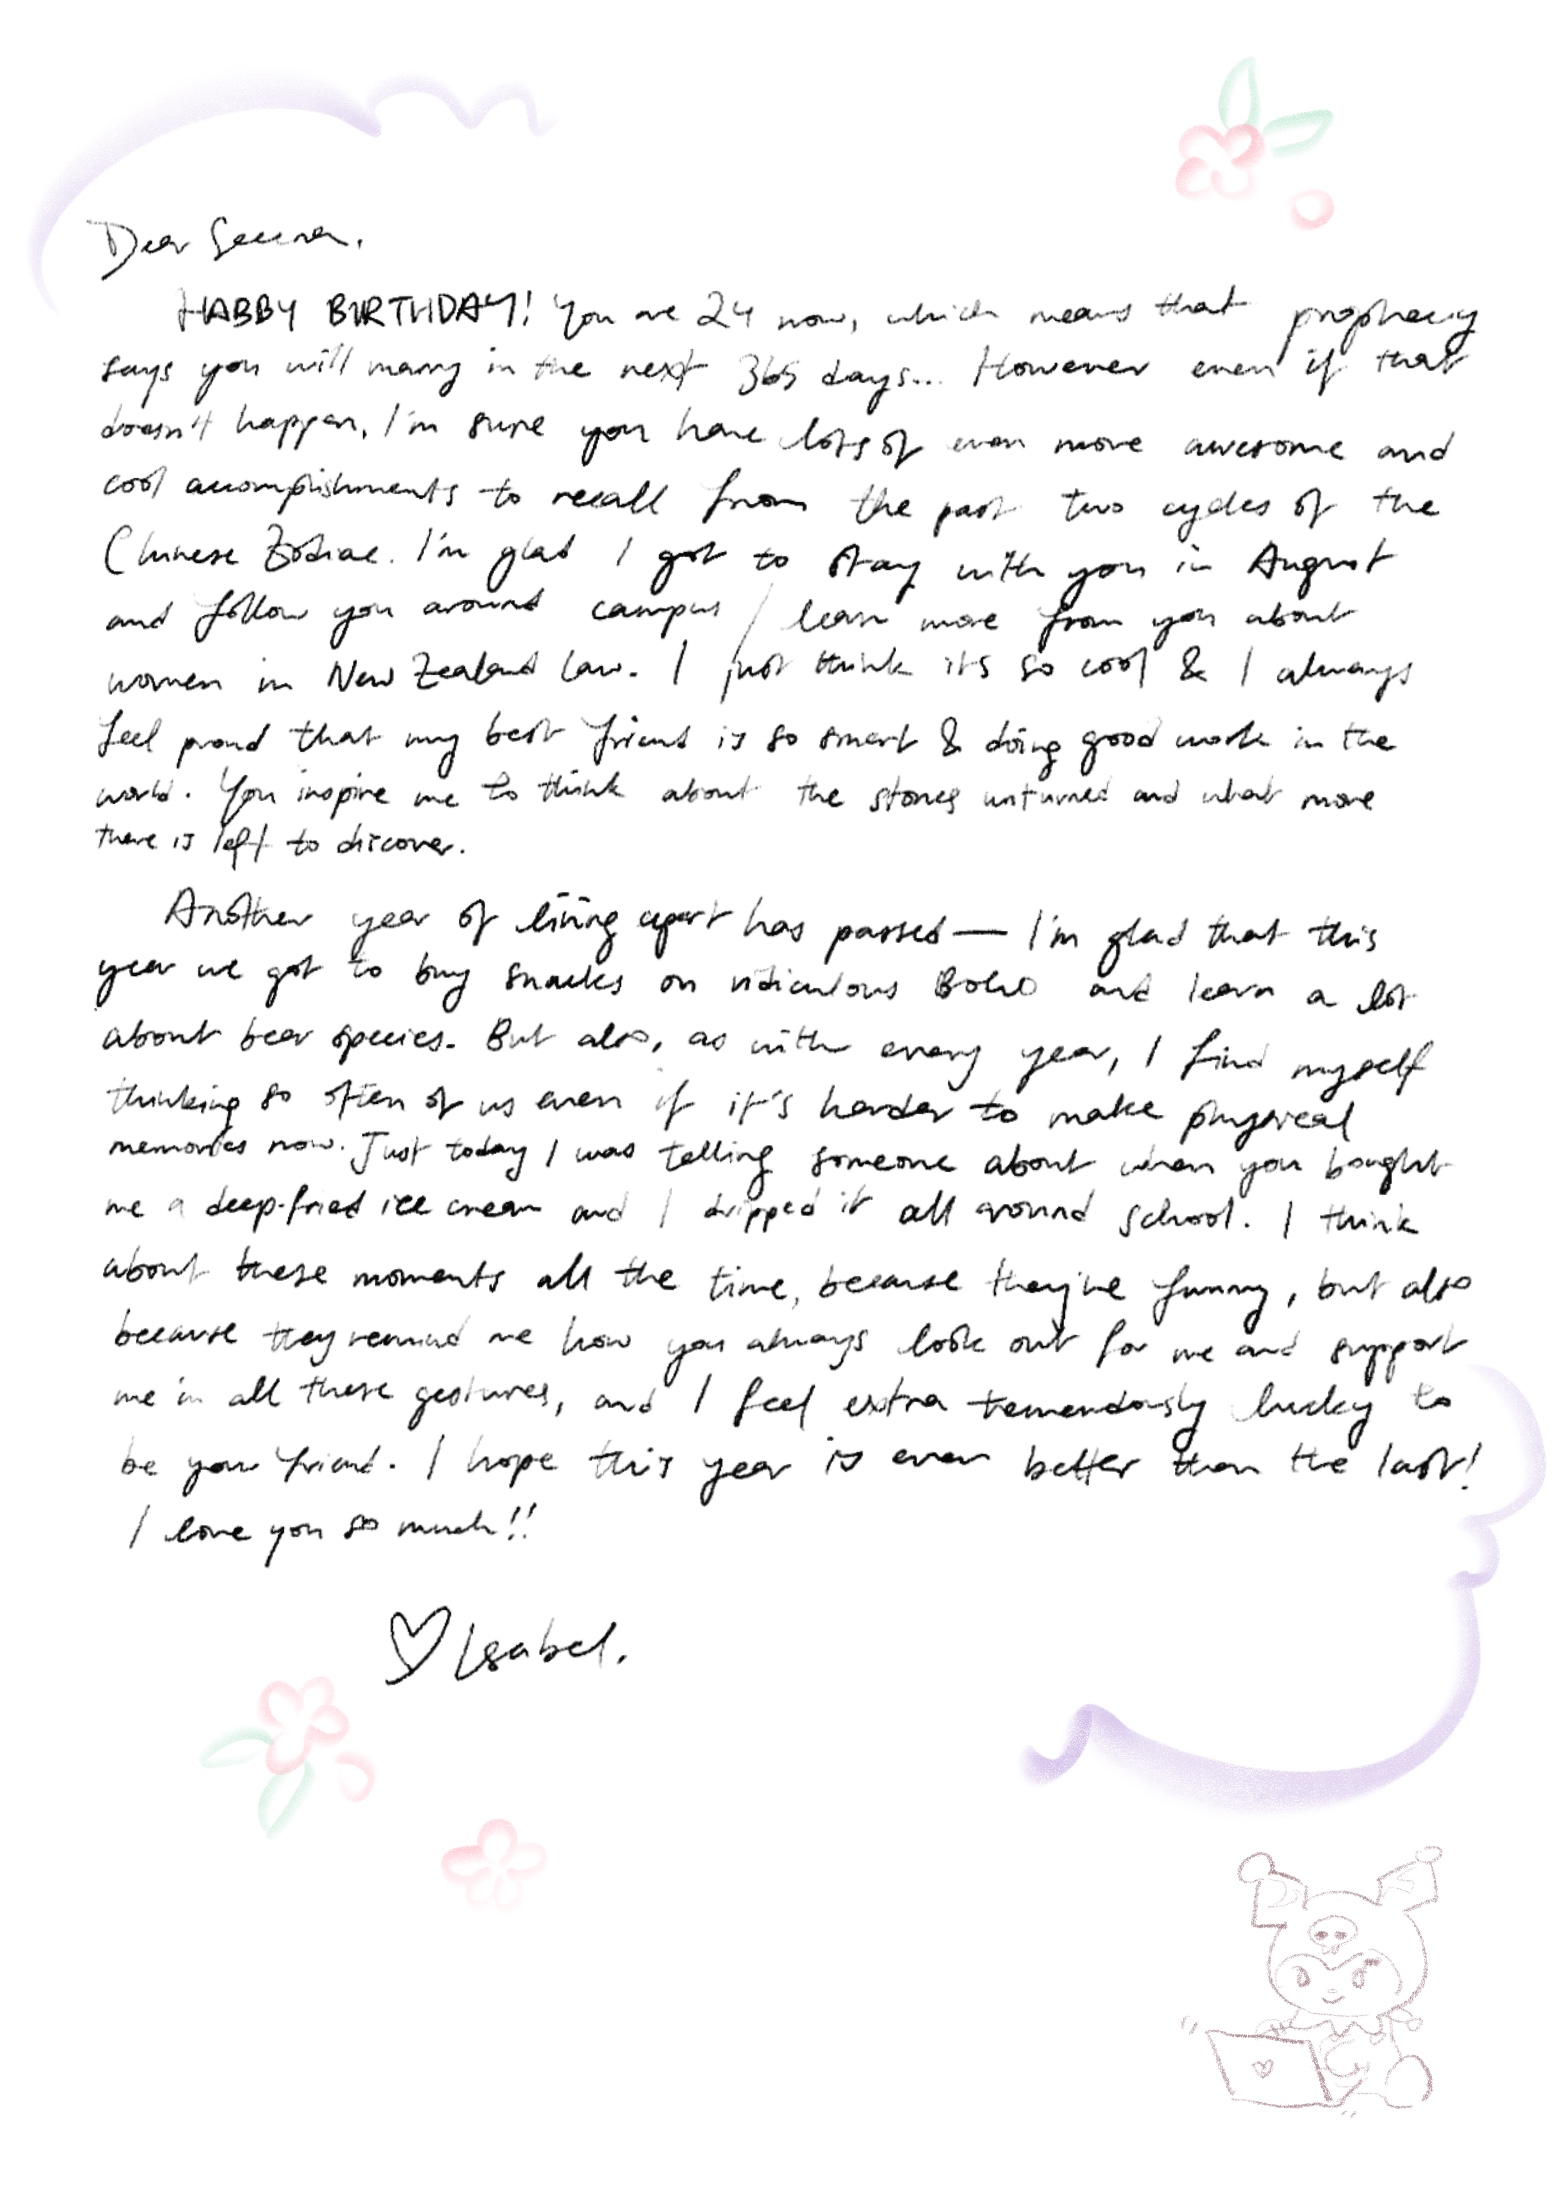 Dear Serena,
HABBY BIRTHDAY! You are 24 now, which means that prophecy
says you will marry in the next 365 days... However even if that
doesn't happen, I'm sure you have lots of even more awesome and
cool accomplishments to recall from the past two cycles of the
Chinese Zodiac. I'm glad I got to stay with you in August
and follow you around campus / learn more from you about
women in New Zealand law. I just think it's so cool & I always
feel proud that my best friend is so smart & doing good work in the
world. You inspire me to think about the stones unturned and what more
there is left to discover.
Another year of living apart has passed — I'm glad that this
year we got to buy snacks on ridiculous BOGO and learn a lot
about bear species. But also, as with every year, I find myself
thinking so often of us even if it's harder to make physical
memories now. Just today I was telling someone about when you bought
me a deep-fried ice cream and I dripped it all around school. I think
about these moments all the time, because they're funny, but also
because they remind me how you always look out for me and support
me in all these gestures, and I feel extra tremendously lucky to
be your friend. I hope this year is even better than the last!
I love you so much!!
♡ Isabel.